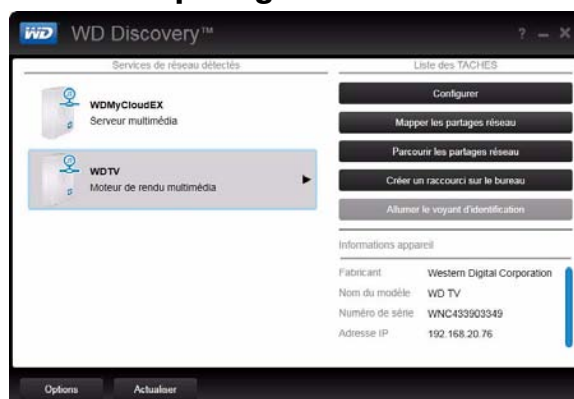 WD WD Discovery™ ? – X
Services de réseau détectés
WDMyCloudEX
Serveur multimédia
WDTV
Moteur de rendu multimédia
Liste des TACHES
Configurer
Mapper les partages réseau
Parcourir les partages réseau
Créer un raccourci sur le bureau
Allumer le voyant d'identification
Informations appareil
Fabricant Western Digital Corporation
Nom du modèle WD TV
Numéro de série WNC433903349
Adresse IP 192.168.20.76
Options Actualiser